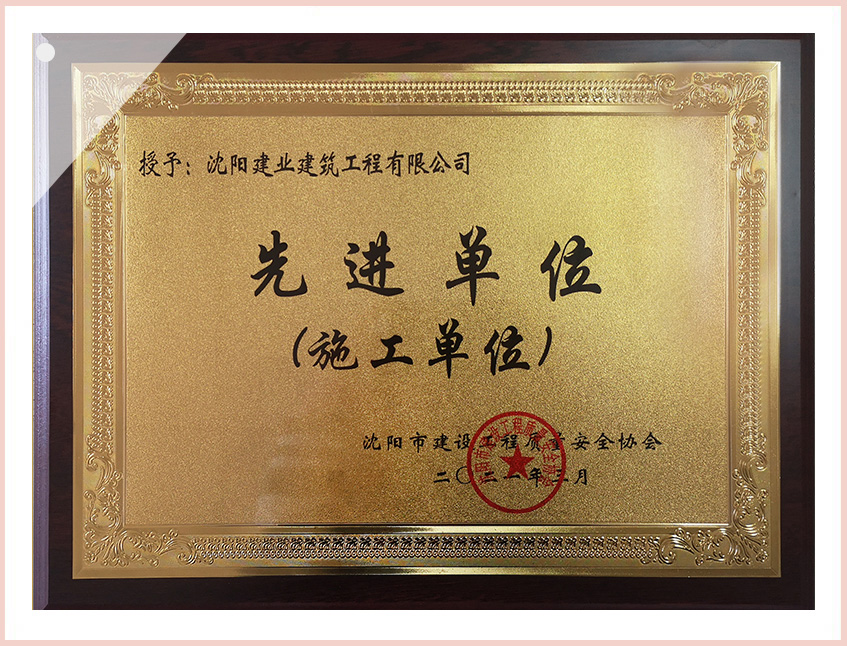 授予：沈阳建业建筑工程有限公司
先进单位
（施工单位）
沈阳市建设工程质量安全协会
二〇二一年三月